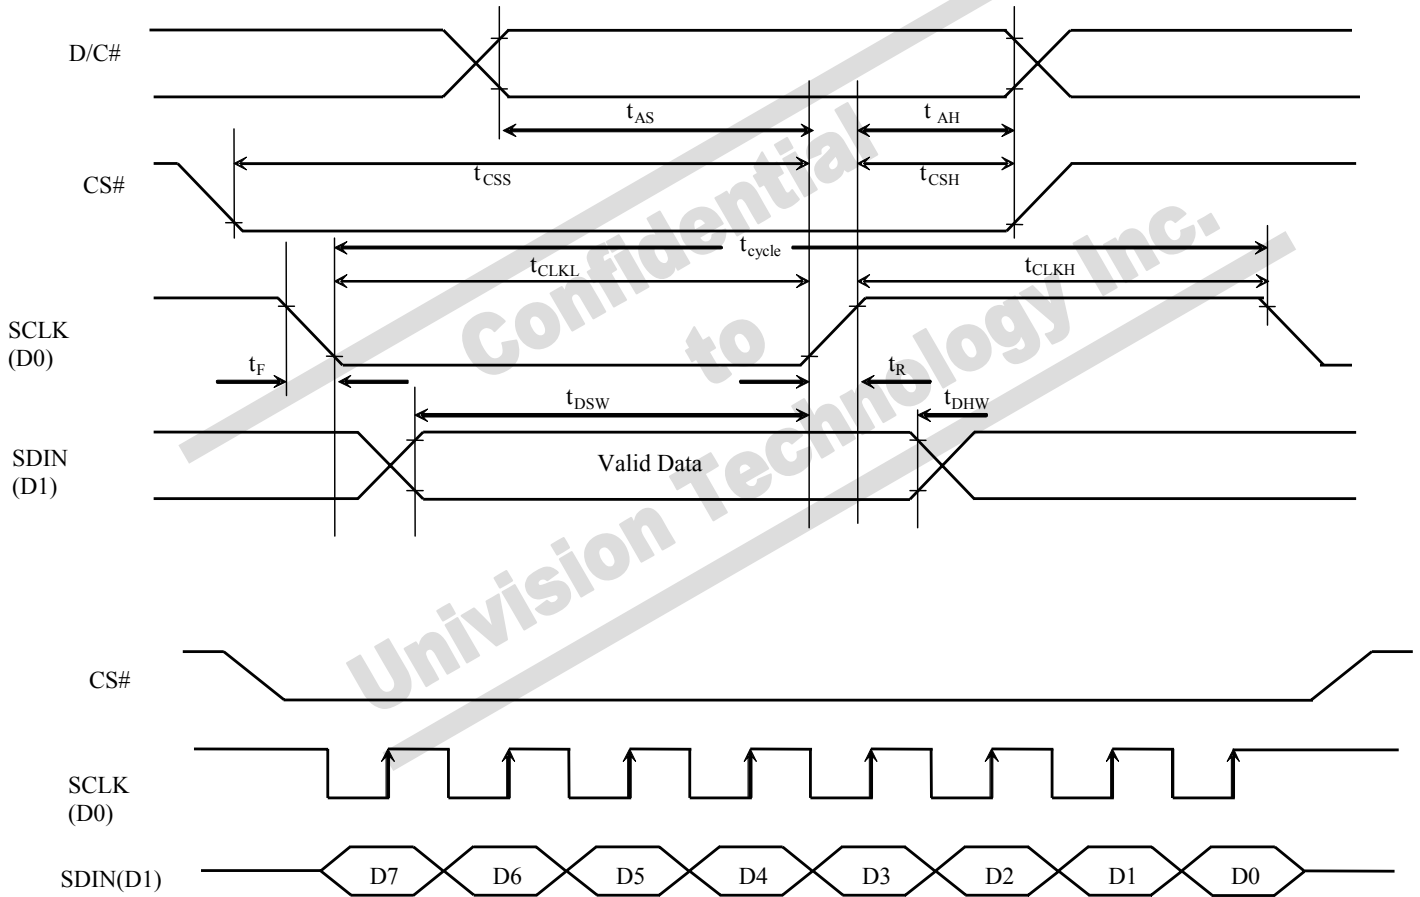 D/C#
tAS
t AH
CS#
tCSS
tCSH
tcycle
tCLKL
tCLKH
SCLK
(D0)
tF
tR
tDSW
tDHW
SDIN
(D1)
Valid Data
Confidential
to
Univision Technology Inc.
CS#
SCLK
(D0)
SDIN(D1)
D7 D6 D5 D4 D3 D2 D1 D0